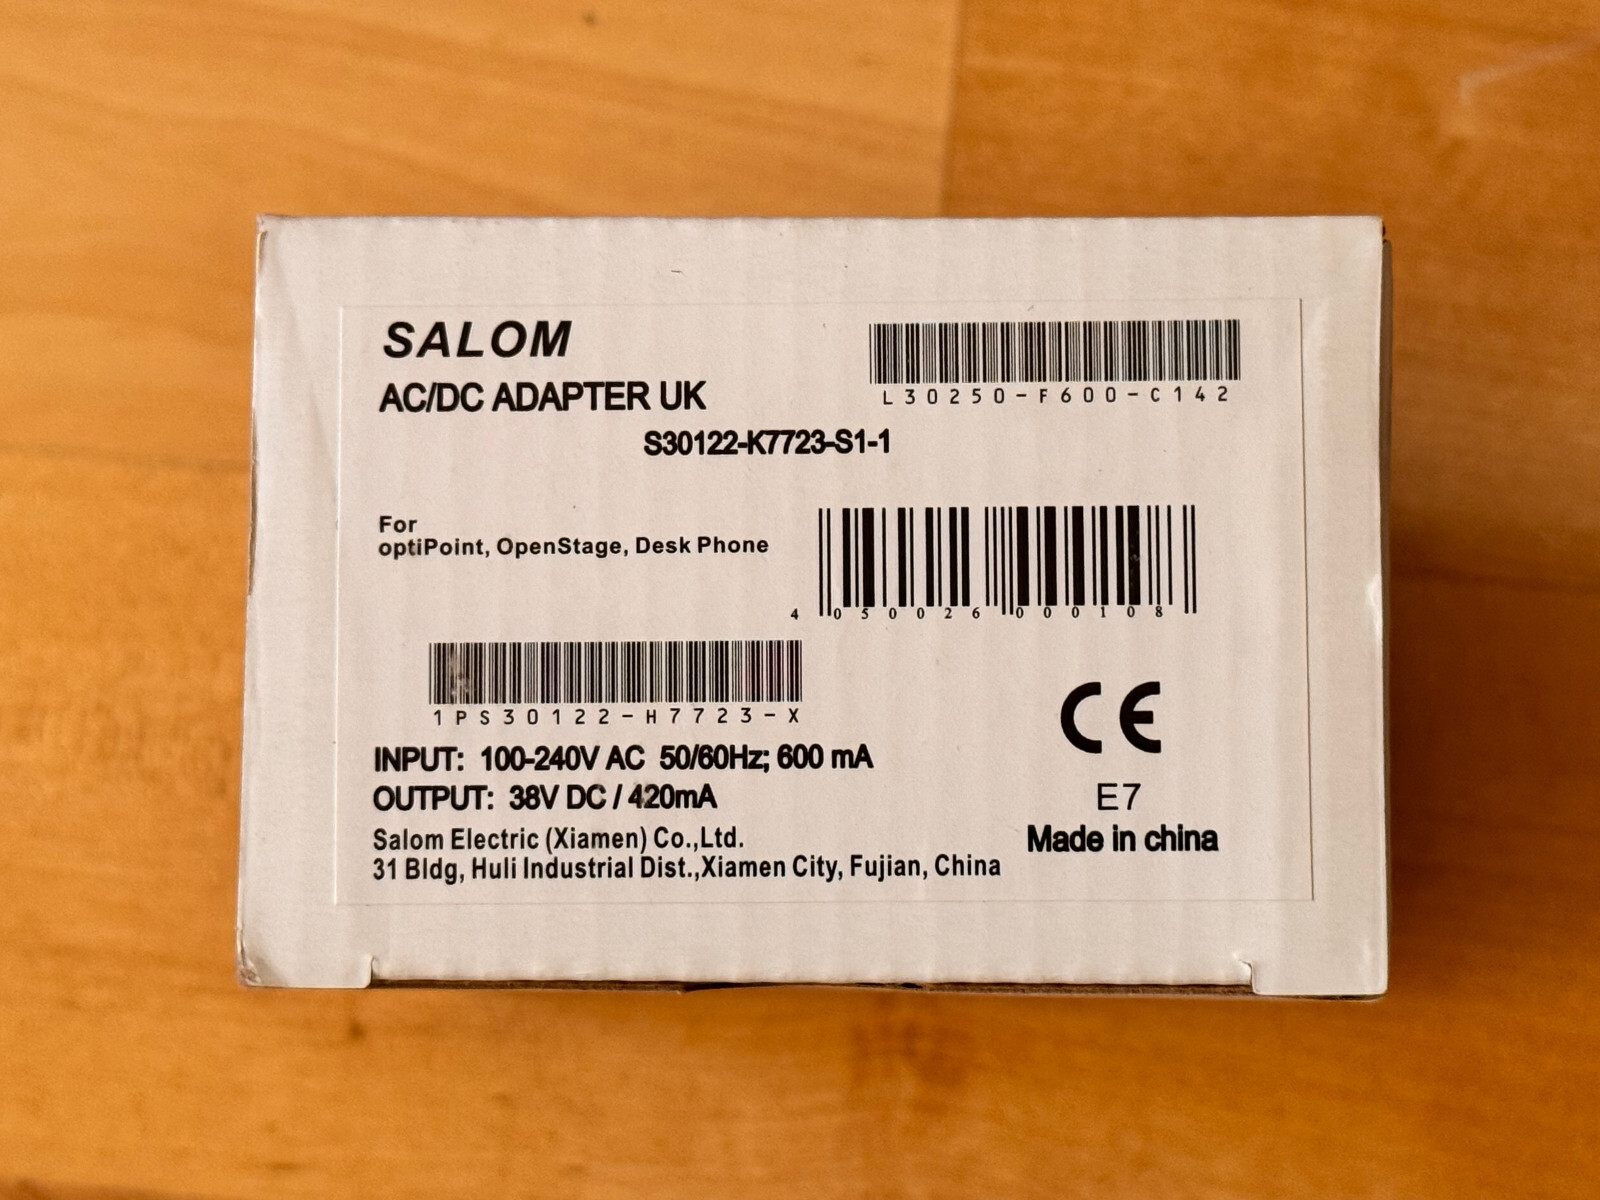 SALOM
L30250-F600-C142
AC/DC ADAPTER UK
S30122-K7723-S1-1
For
optiPoint, OpenStage, Desk Phone
4 050026 000108
1PS30122-H7723-X
CE
INPUT: 100-240V AC 50/60Hz; 600 mA
OUTPUT: 38V DC / 420mA
E7
Salom Electric (Xiamen) Co.,Ltd.
Made in china
31 Bldg, Huli Industrial Dist.,Xiamen City, Fujian, China